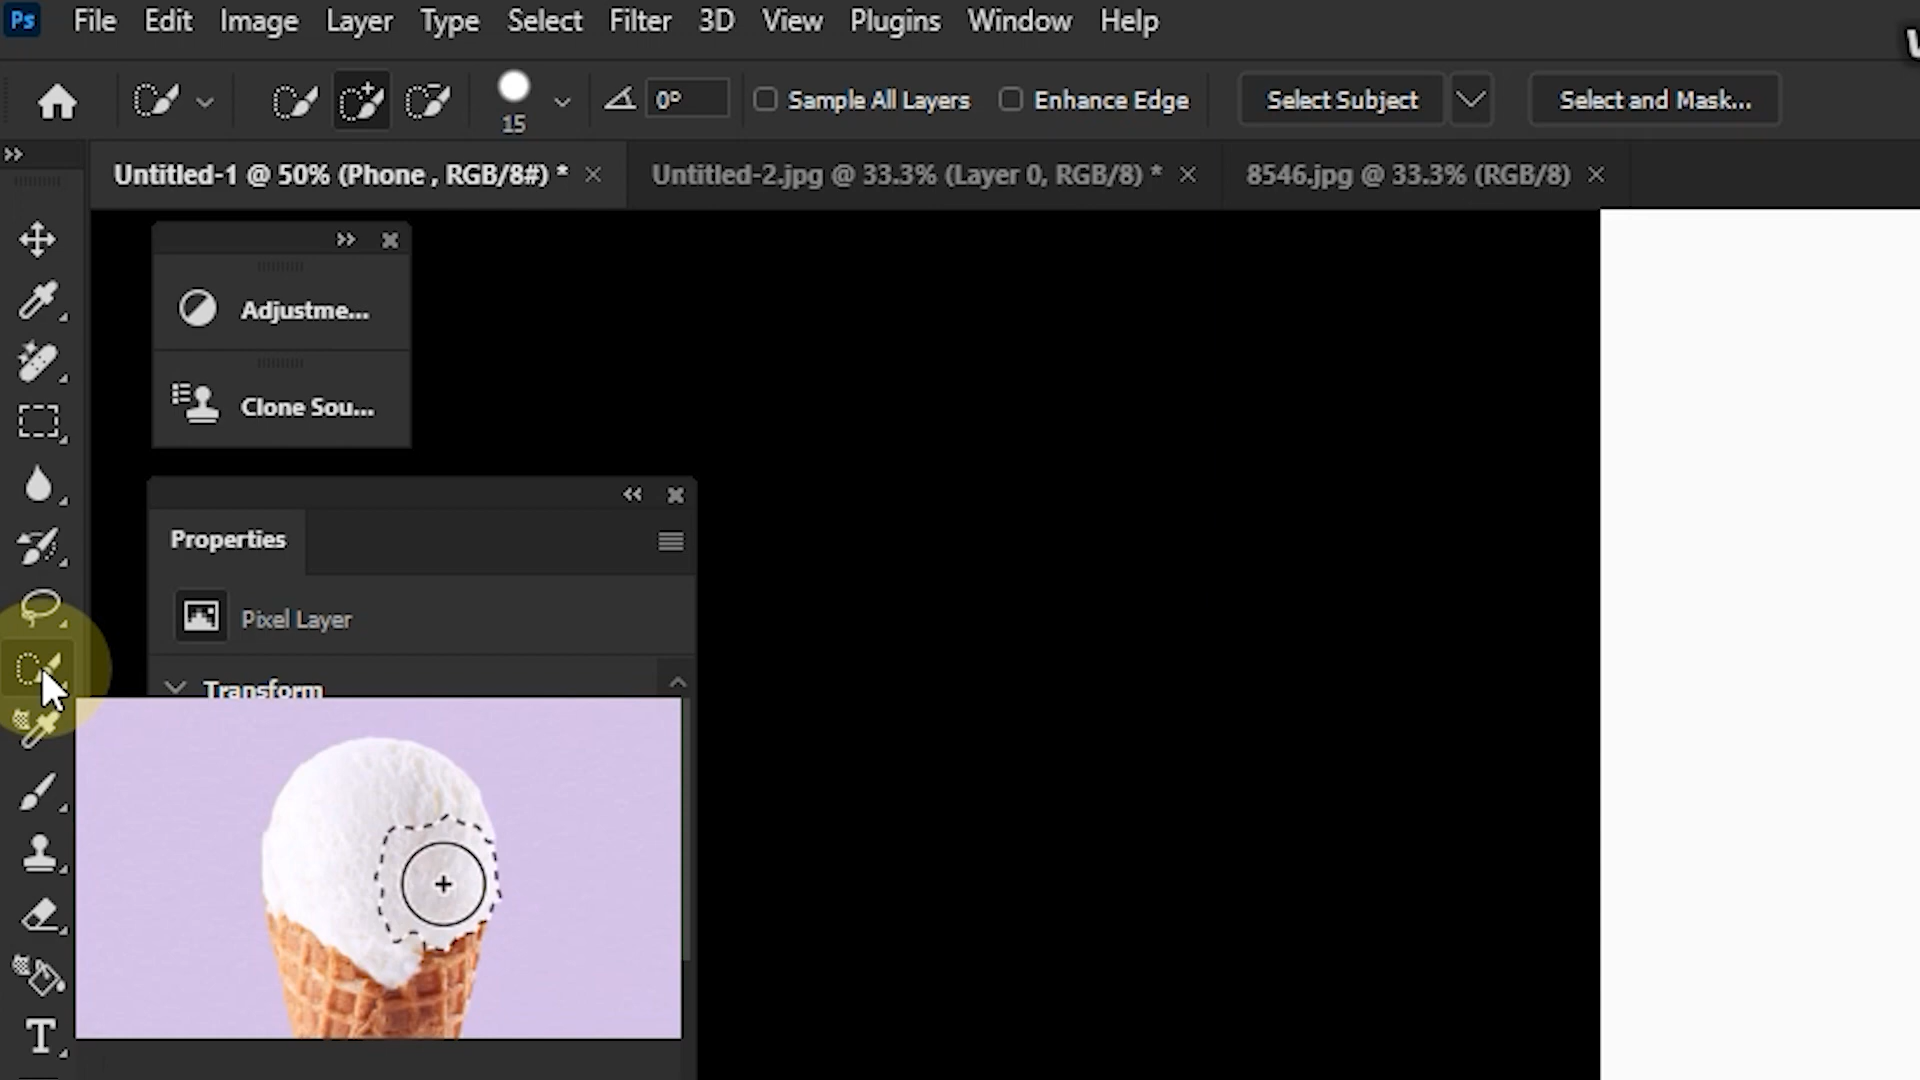 Ps File Edit Image Layer Type Select Filter 3D View Plugins Window Help
15 0° Sample All Layers Enhance Edge Select Subject Select and Mask...
Untitled-1 @ 50% (Phone , RGB/8#) * Untitled-2.jpg @ 33.3% (Layer 0, RGB/8) * 8546.jpg @ 33.3% (RGB/8)
Adjustme...
Clone Sou...
Properties
Pixel Layer
Transform